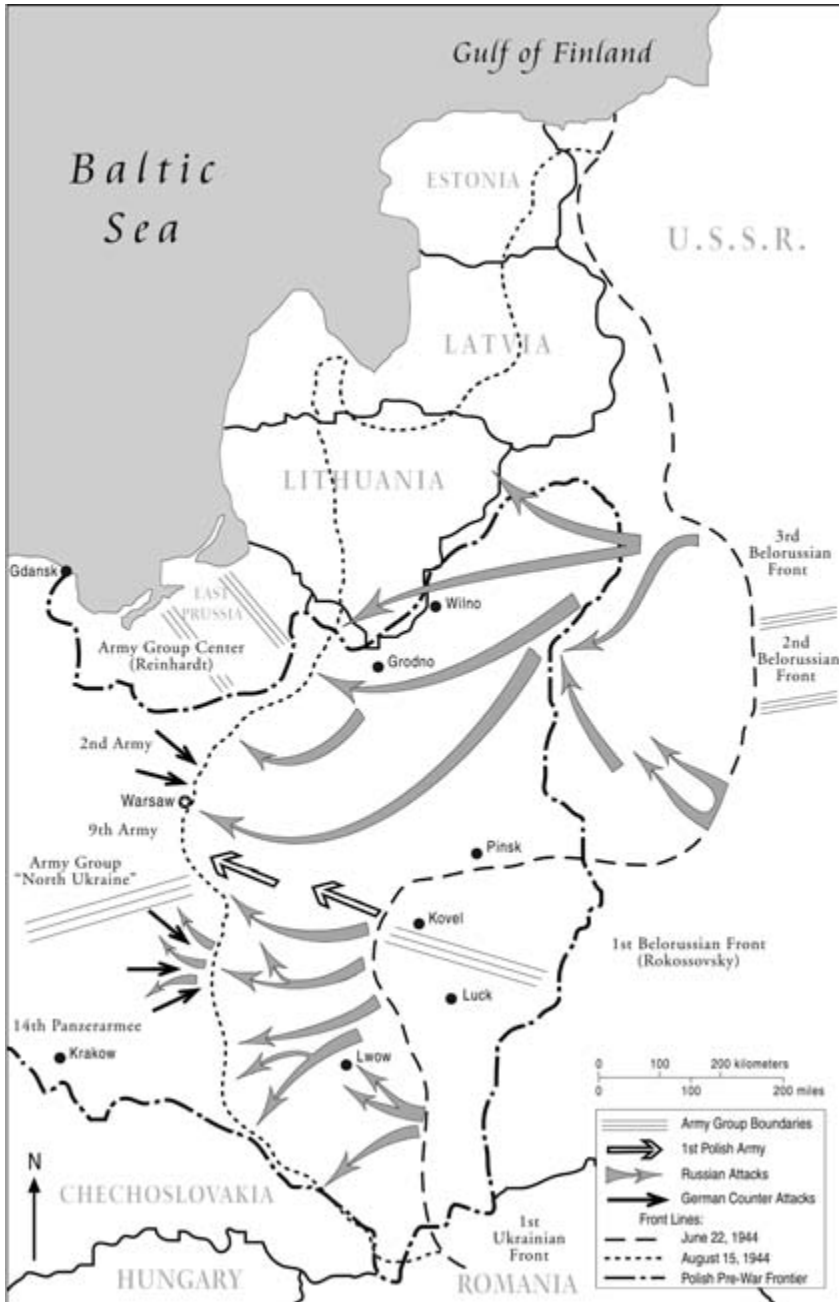 Gulf of Finland
Baltic
Sea
ESTONIA
U.S.S.R.
LATVIA
LITHUANIA
3rd
Belorussian
Front
Gdansk
EAST
PRUSSIA
Wilno
Army Group Center
(Reinhardt)
Grodno
2nd
Belorussian
Front
2nd Army
Warsaw
9th Army
Pinsk
Army Group
"North Ukraine"
Kovel
1st Belorussian Front
(Rokossovsky)
Luck
14th Panzerarmee
Krakow
Lwow
0 100 200 kilometers
0 100 200 miles
Army Group Boundaries
1st Polish Army
Russian Attacks
German Counter Attacks
Front Lines:
June 22, 1944
August 15, 1944
Polish Pre-War Frontier
N
CHECHOSLOVAKIA
1st
Ukrainian
Front
HUNGARY
ROMANIA